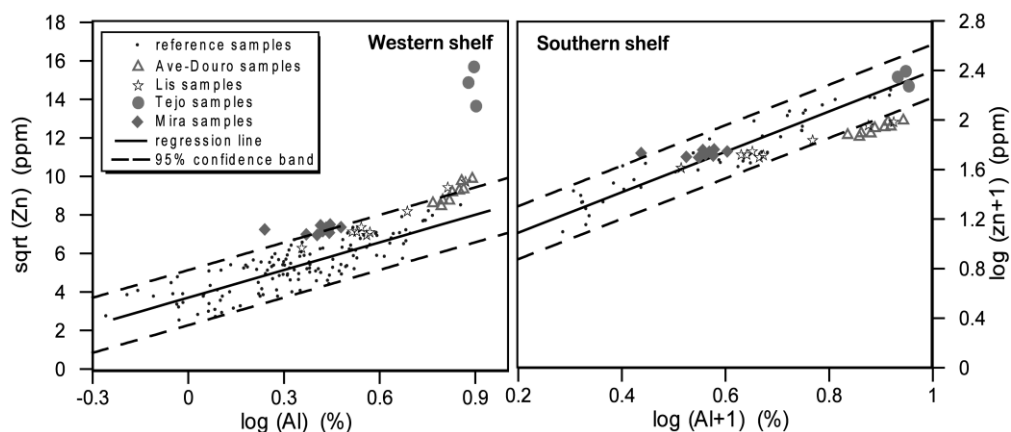 Western shelf
reference samples
Ave-Douro samples
Lis samples
Tejo samples
Mira samples
regression line
95% confidence band
sqrt (Zn) (ppm)
18
16
14
12
10
8
6
4
2
0
-0.3
0
0.3
0.6
0.9
log (Al) (%)
Southern shelf
0.2
0.4
0.6
0.8
1
log (Al+1) (%)
2.8
2.4
2
1.6
1.2
0.8
0.4
0
log (zn+1) (ppm)